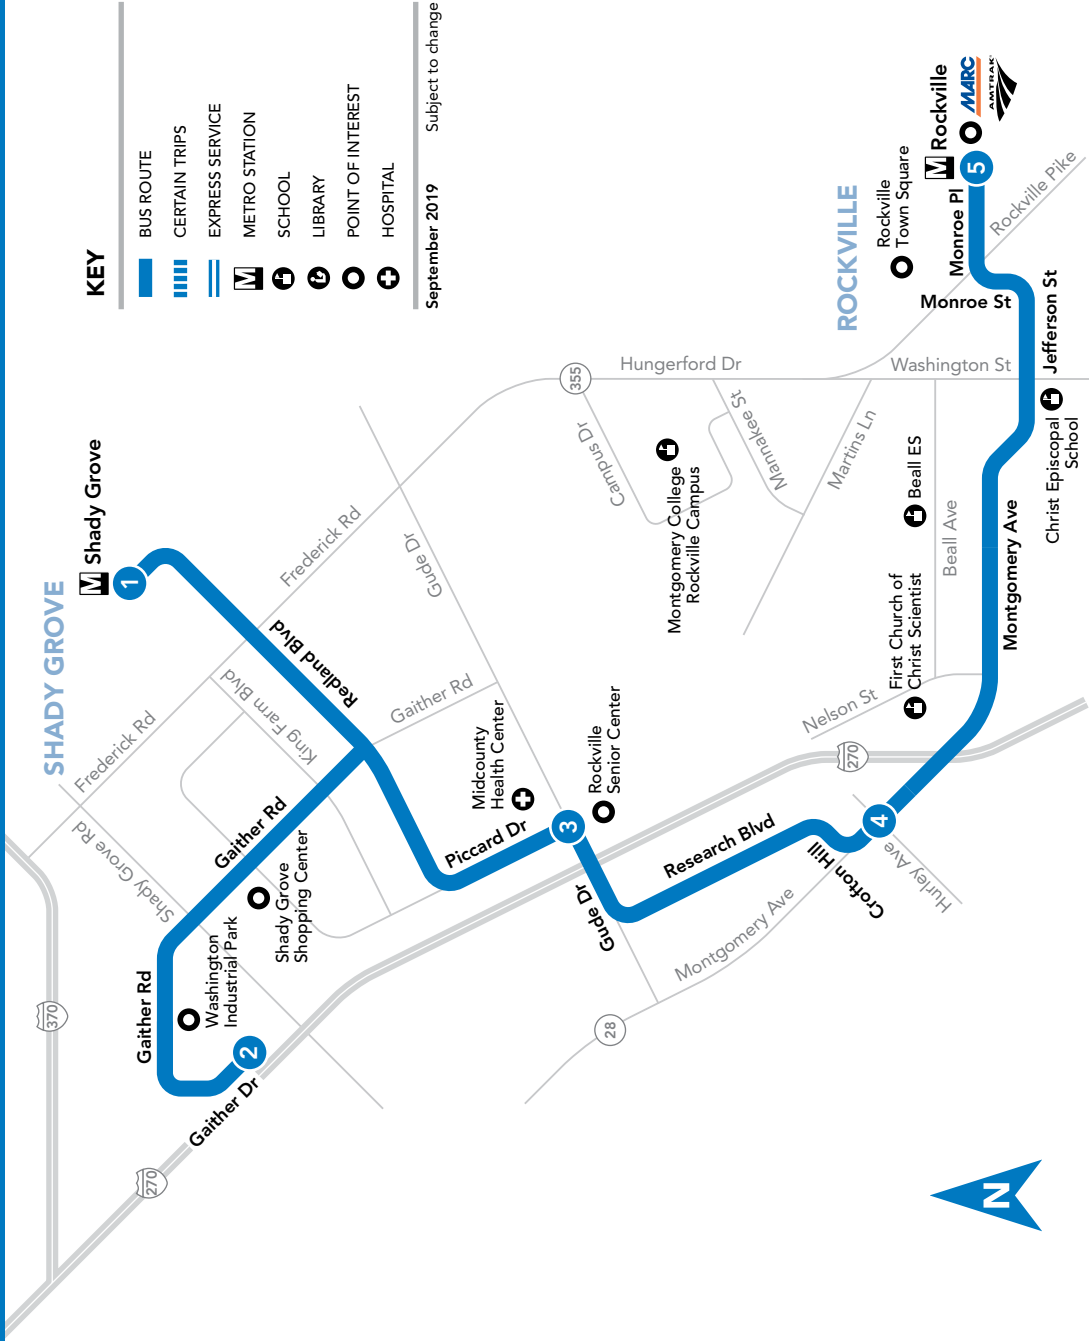 KEY
BUS ROUTE
CERTAIN TRIPS
EXPRESS SERVICE
M METRO STATION
SCHOOL
LIBRARY
POINT OF INTEREST
HOSPITAL
September 2019
Subject to change
SHADY GROVE
M Shady Grove
1
Redland Blvd
Frederick Rd
Frederick Rd
King Farm Blvd
Shady Grove Rd
Gaither Rd
Gaither Rd
Gaither Rd
Gaither Dr
2
Washington
Industrial Park
Shady Grove
Shopping Center
370
270
Gude Dr
Piccard Dr
Midcounty
Health Center
3
Rockville
Senior Center
Gude Dr
Research Blvd
28
Montgomery Ave
Crofton Hill
Hurley Ave
4
270
Nelson St
First Church of
Christ Scientist
Beall Ave
Beall ES
Montgomery Ave
355
Hungerford Dr
Campus Dr
Mannakee St
Montgomery College
Rockville Campus
Martins Ln
Washington St
Christ Episcopal
School
Jefferson St
Monroe St
Monroe Pl
Rockville Pike
ROCKVILLE
Rockville
Town Square
M Rockville
5
MARC
AMTRAK
N